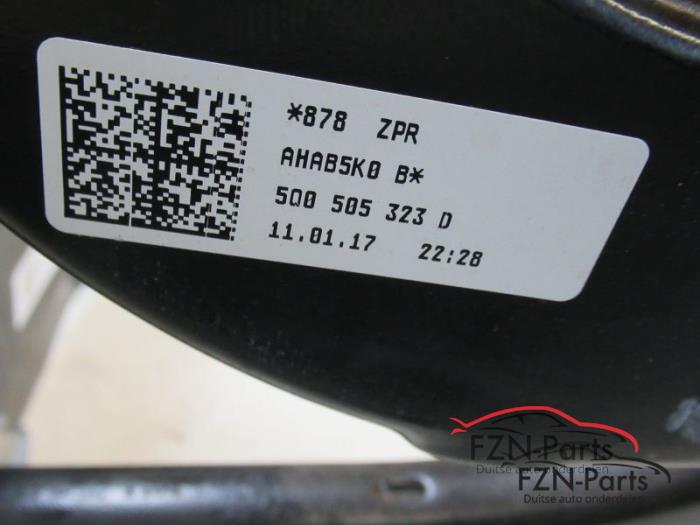 *878 ZPR
AHAB5K0 B*
5Q0 505 323 D
11.01.17 22:28
FZN-Parts
Duitse auto onderdelen
FZN-Parts
Duitse auto onderdelen